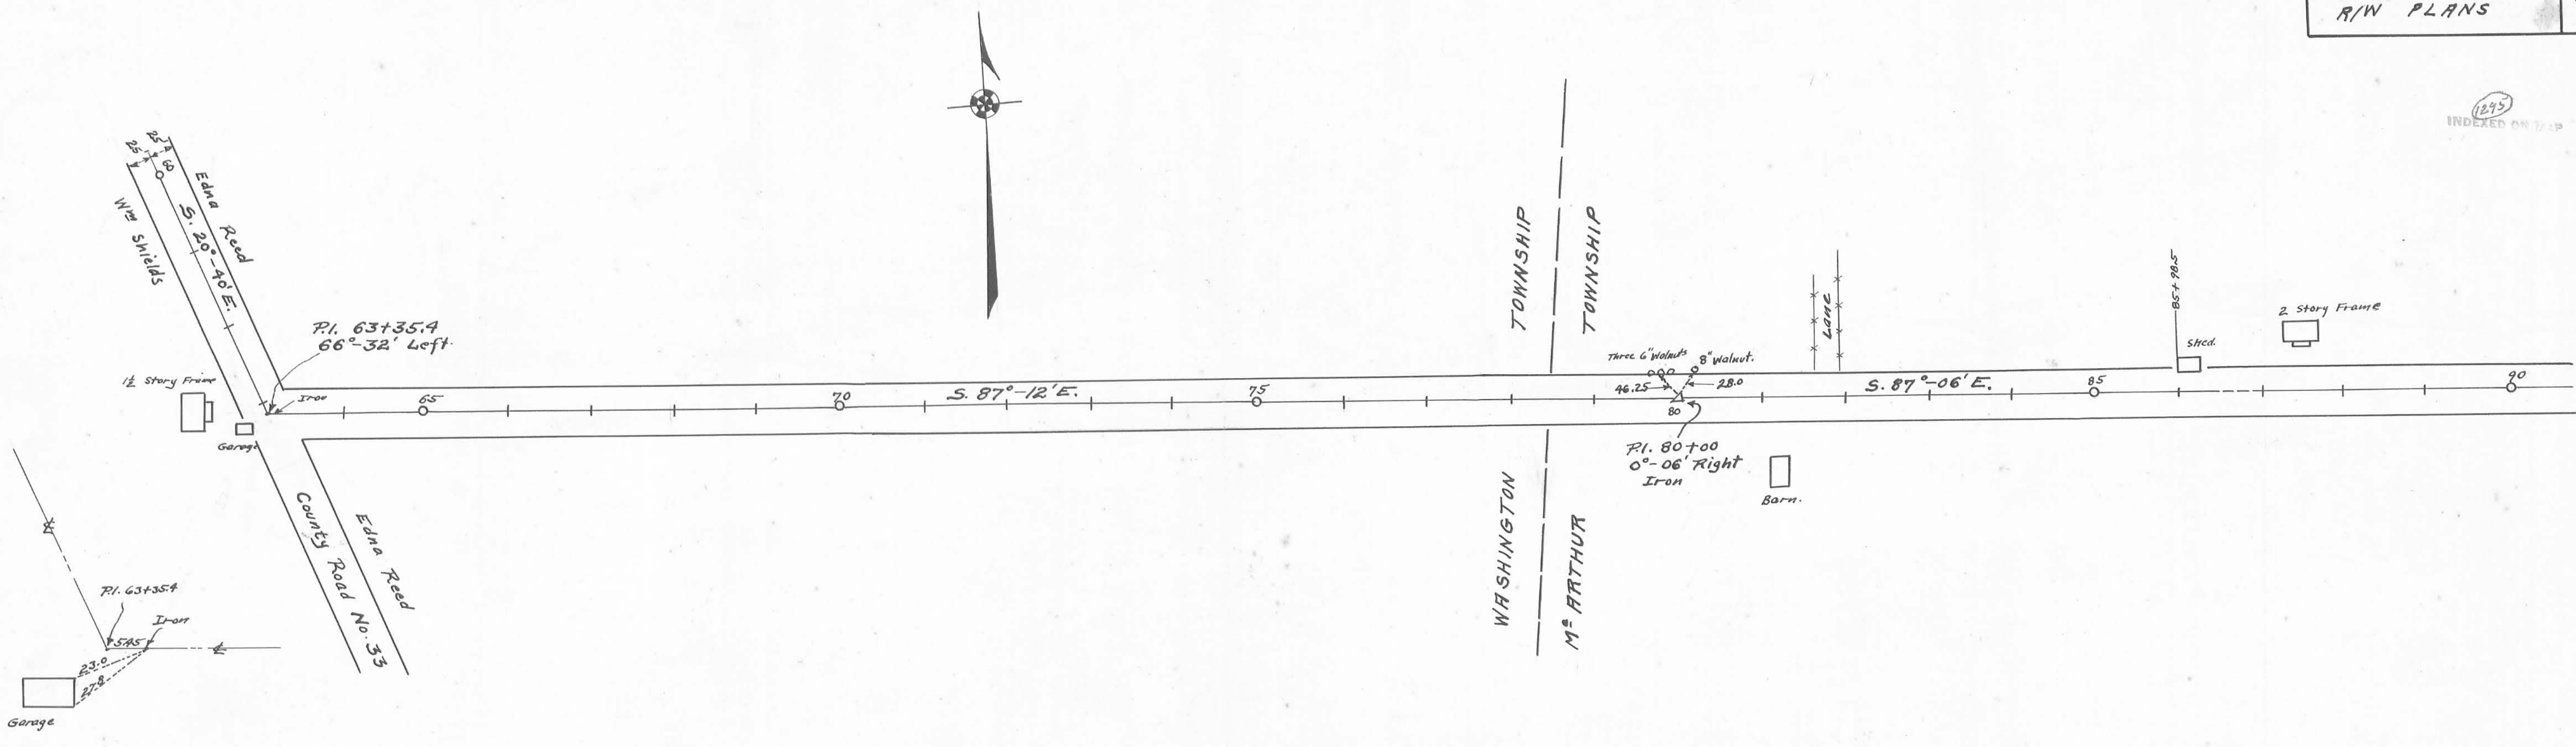 R/W PLANS
1295
INDEXED ON MAP
25'
25'
60
Edna Reed
S. 20°-40' E.
Wm Shields
P.I. 63+35.4
66°-32' Left
1½ Story Frame
Iron
Garage
65
70
S. 87°-12' E.
75
TOWNSHIP
TOWNSHIP
Three 6" Walnuts
8" Walnut.
46.25
28.0
80
P.I. 80+00
0°-06' Right
Iron
Barn.
Lane
S. 87°-06' E.
85
85+98.5
Shed.
2 Story Frame
90
WASHINGTON
Mc ARTHUR
County Road No. 33
Edna Reed
P.I. 63+35.4
Iron
5.45
23.0
27.8
Garage